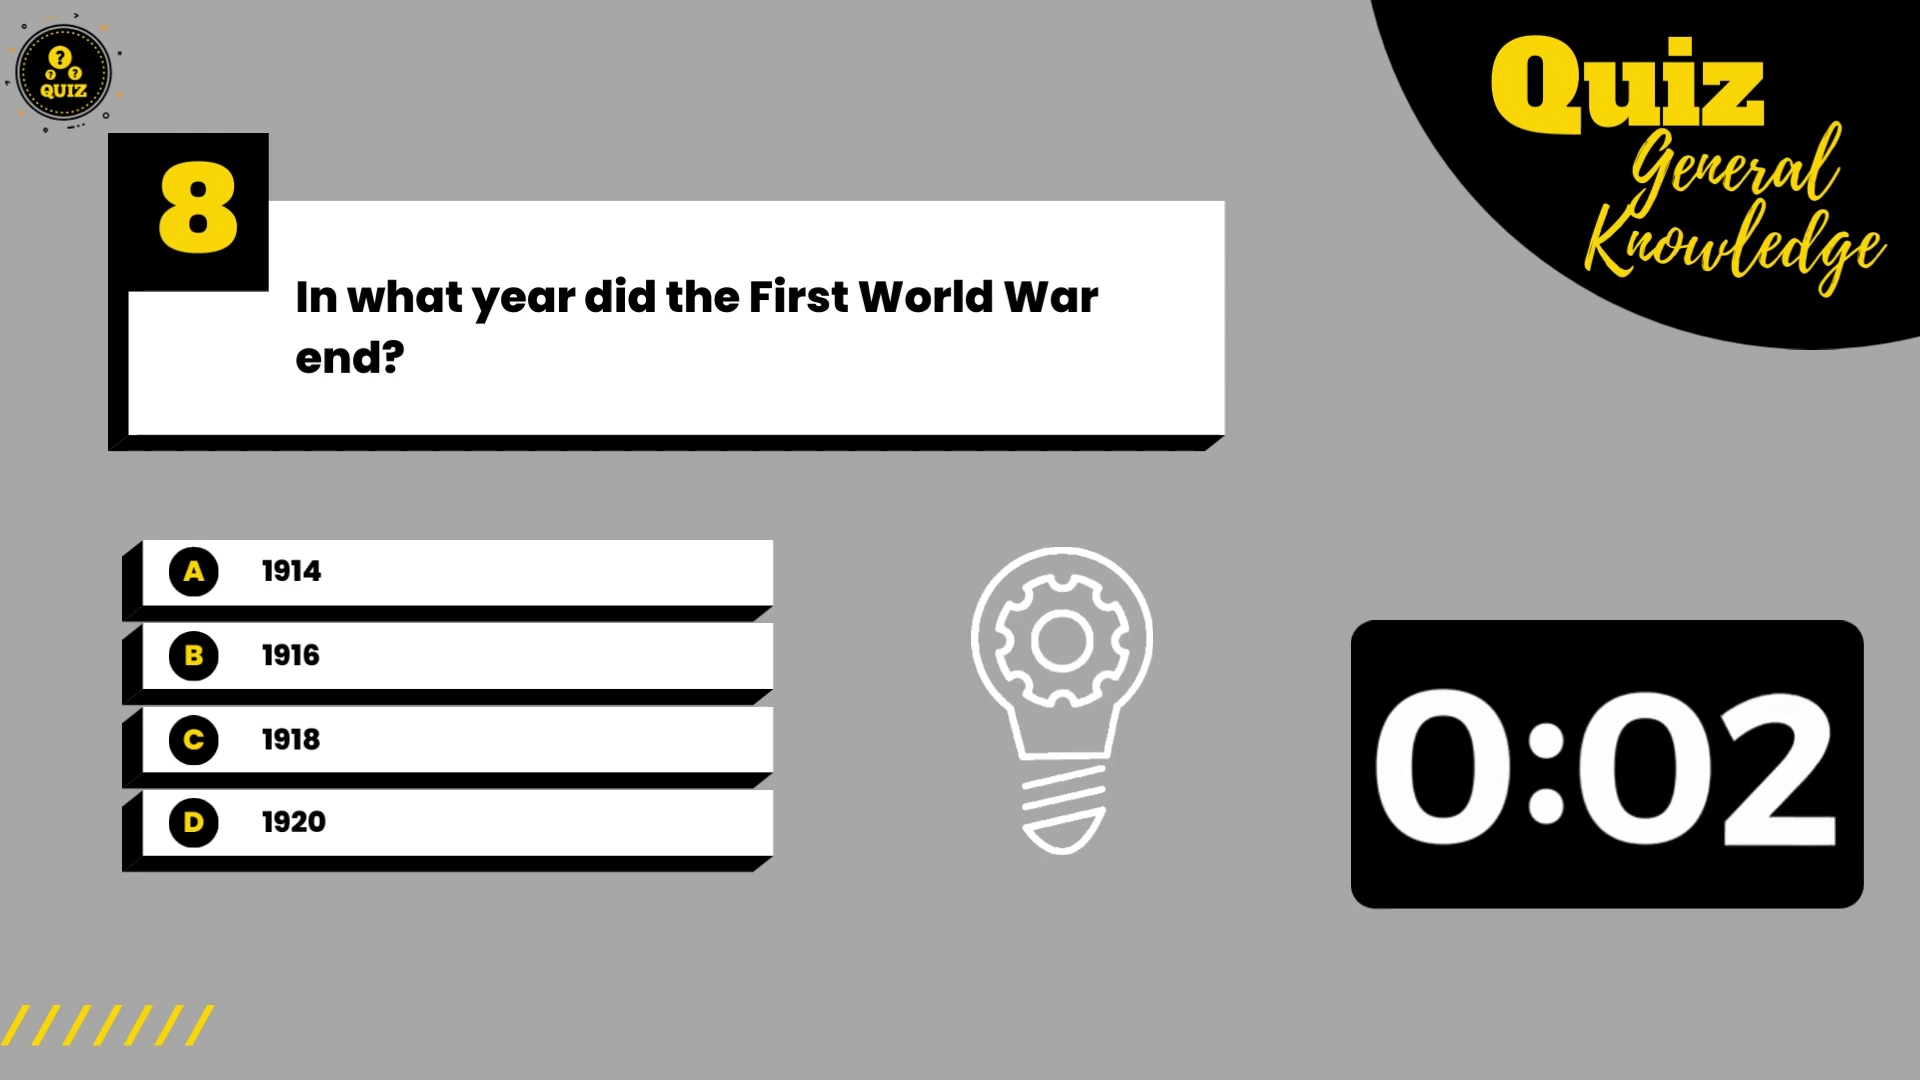 ? ? ?
QUIZ
Quiz
General
Knowledge
8
In what year did the First World War
end?
A 1914
B 1916
C 1918
D 1920
0:02